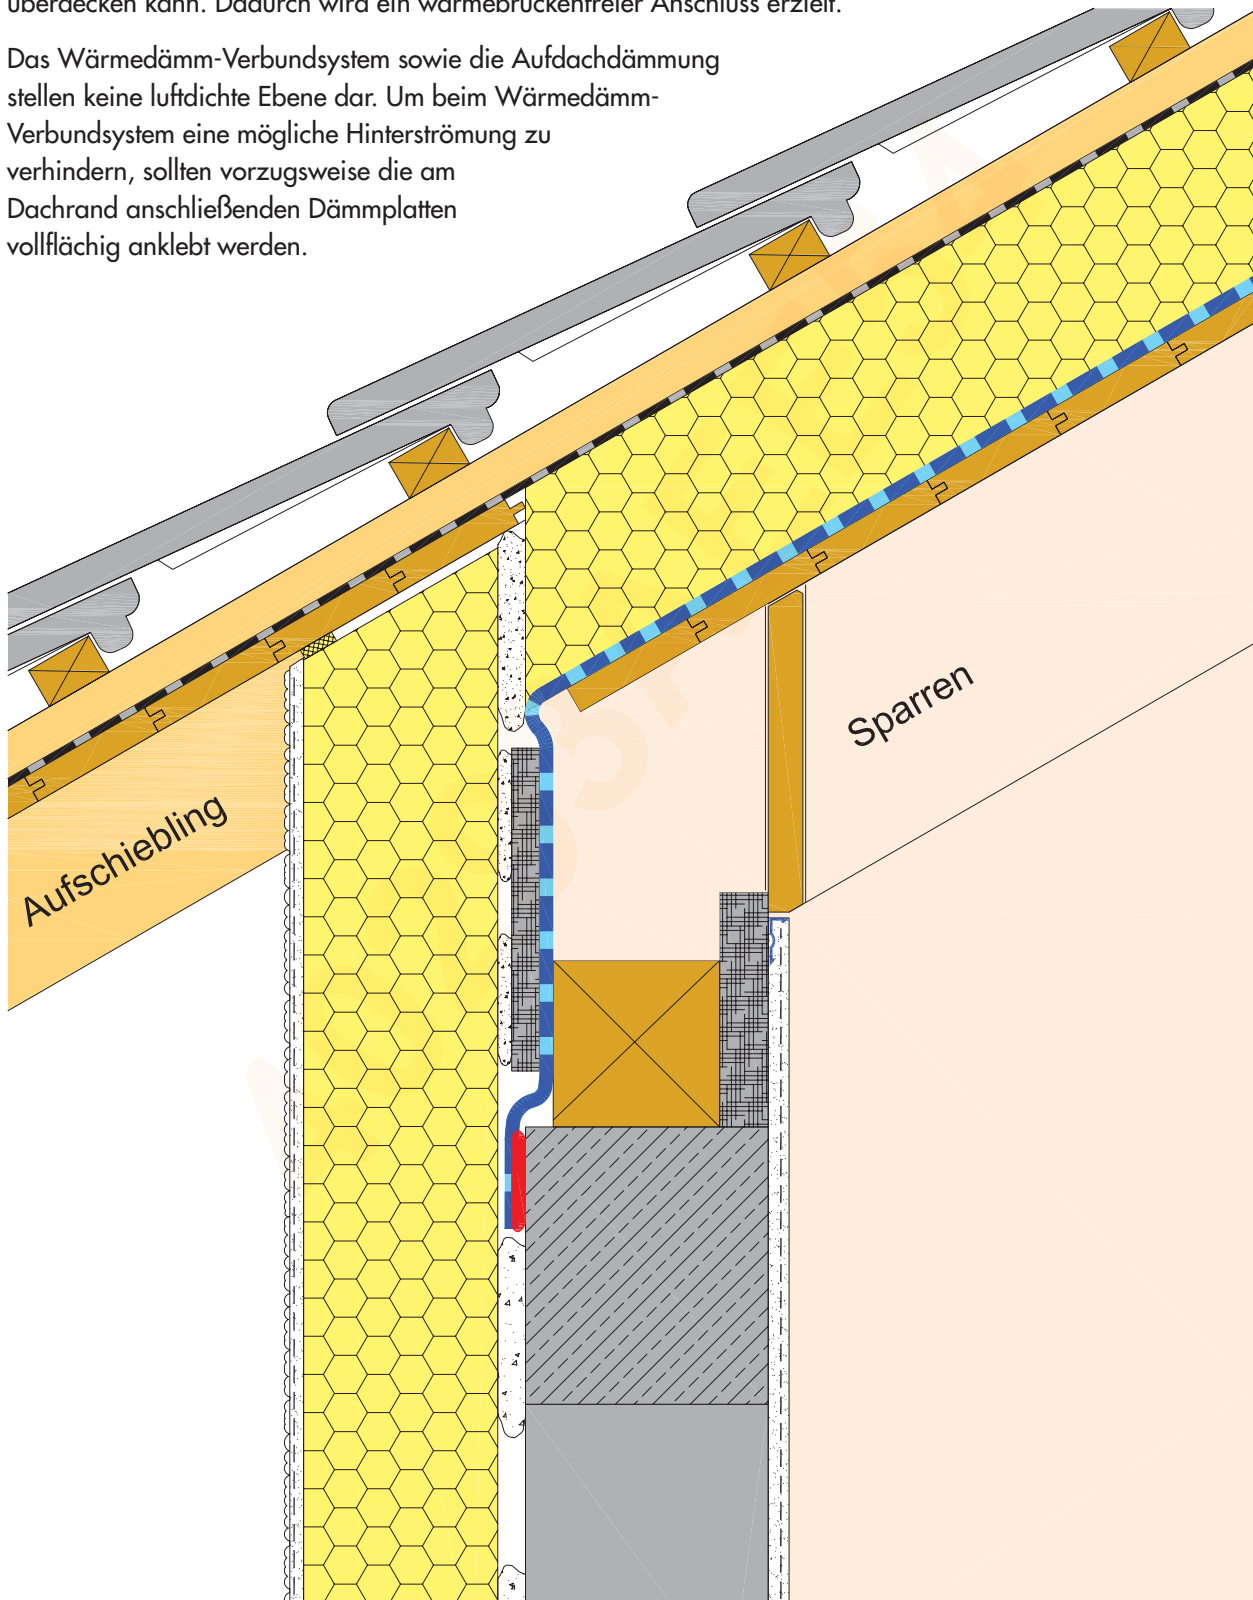 überdecken kann. Dadurch wird ein wärmebrückenfreier Anschluss erzielt.
Das Wärmedämm-Verbundsystem sowie die Aufdachdämmung
stellen keine luftdichte Ebene dar. Um beim Wärmedämm-
Verbundsystem eine mögliche Hinterströmung zu
verhindern, sollten vorzugsweise die am
Dachrand anschließenden Dämmplatten
vollflächig anklebt werden.
Sparren
Aufschiebling